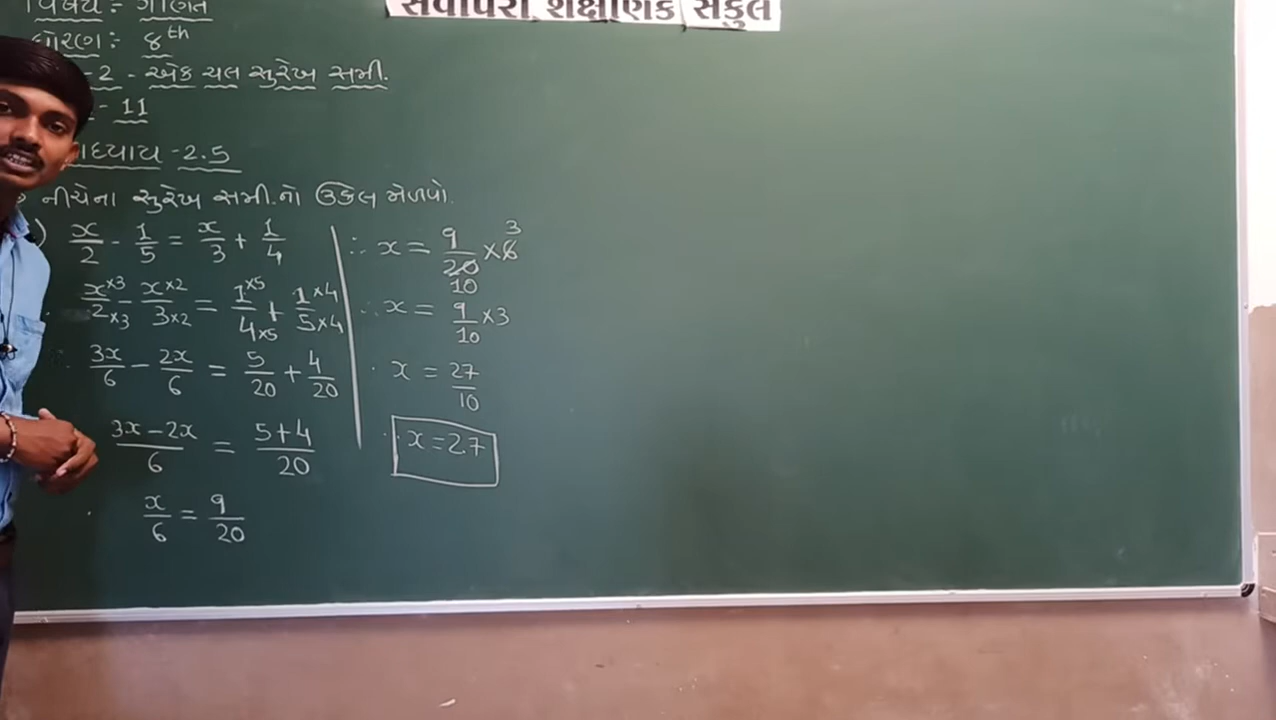 સર્વોપરી શૈક્ષણિક સંકુલ
વિષય :- ગણિત
ધોરણ :- 8th
-2 - એક ચલ સુરેખ સમી.
- 11
ાધ્યાય -2.5
નીચેના સુરેખ સમી.નો ઉકેલ મેળવો.
) x/2 - 1/5 = x/3 + 1/4
x×3/2×3 - x×2/3×2 = 1×5/4×5 + 1×4/5×4
3x/6 - 2x/6 = 5/20 + 4/20
3x-2x/6 = 5+4/20
x/6 = 9/20
∴ x = 9/20 × 6 3
10
∴ x = 9/10 × 3
x = 27/10
∴ x = 2.7